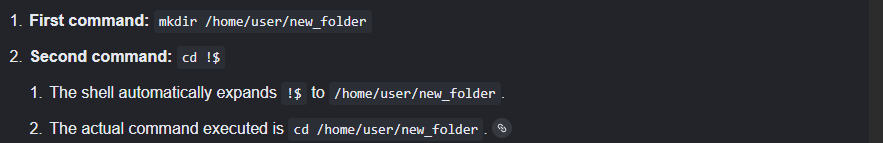 1. First command: mkdir /home/user/new_folder
2. Second command: cd !$
1. The shell automatically expands !$ to /home/user/new_folder.
2. The actual command executed is cd /home/user/new_folder.